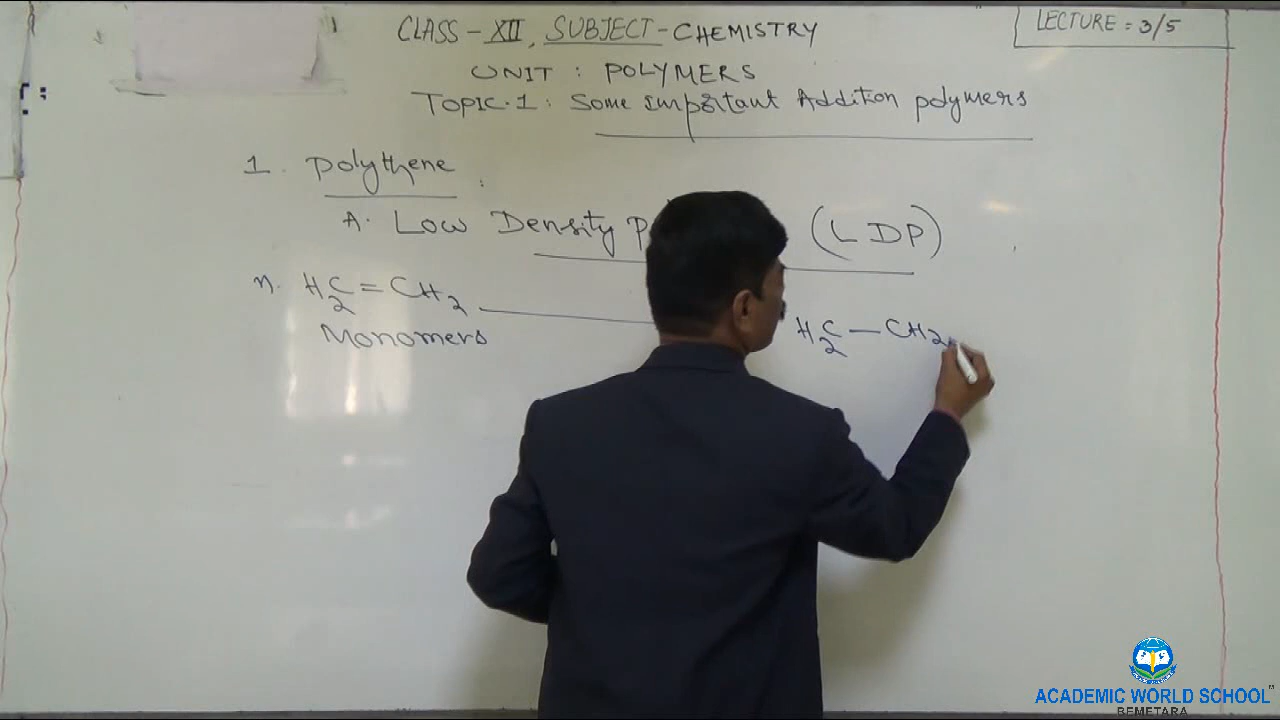 CLASS - XII, SUBJECT - CHEMISTRY
LECTURE = 3/5
UNIT : POLYMERS
TOPIC.1 : Some important Addition polymers
1. Polythene
A. Low Density (LDP)
n. H2C=CH2
H2C-CH2
Monomers
ACADEMIC WORLD SCHOOL"
BEMETARA